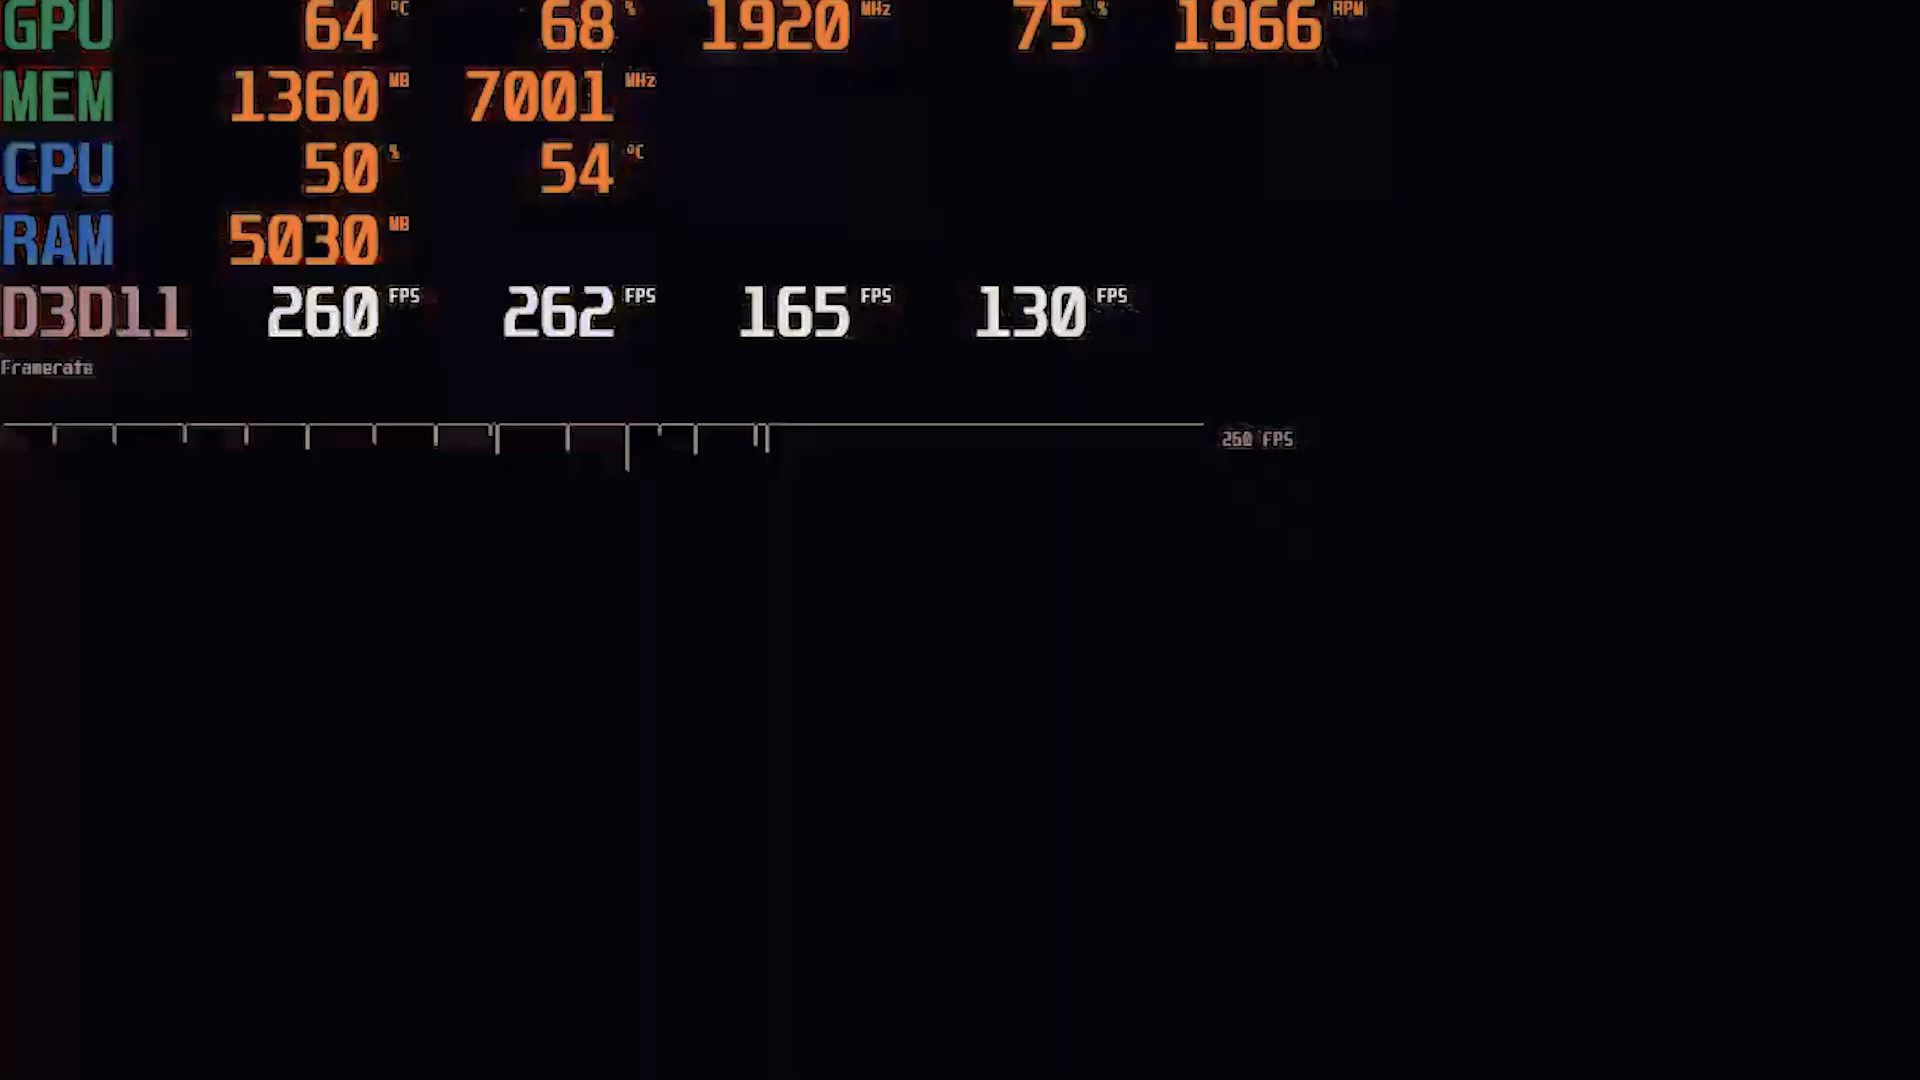 GPU 64 °C 68 % 1920 MHz 75 % 1966 RPM
MEM 1360 MB 7001 MHz
CPU 50 % 54 °C
RAM 5030 MB
D3D11 260 FPS 262 FPS 165 FPS 130 FPS
Framerate
260 FPS